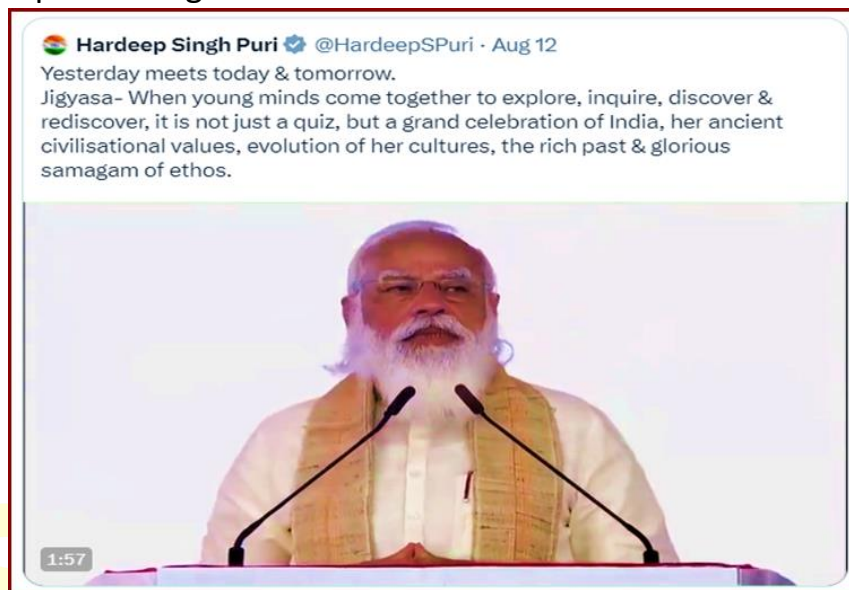 Hardeep Singh Puri @HardeepSPuri · Aug 12
Yesterday meets today & tomorrow.
Jigyasa- When young minds come together to explore, inquire, discover &
rediscover, it is not just a quiz, but a grand celebration of India, her ancient
civilisational values, evolution of her cultures, the rich past & glorious
samagam of ethos.
1:57